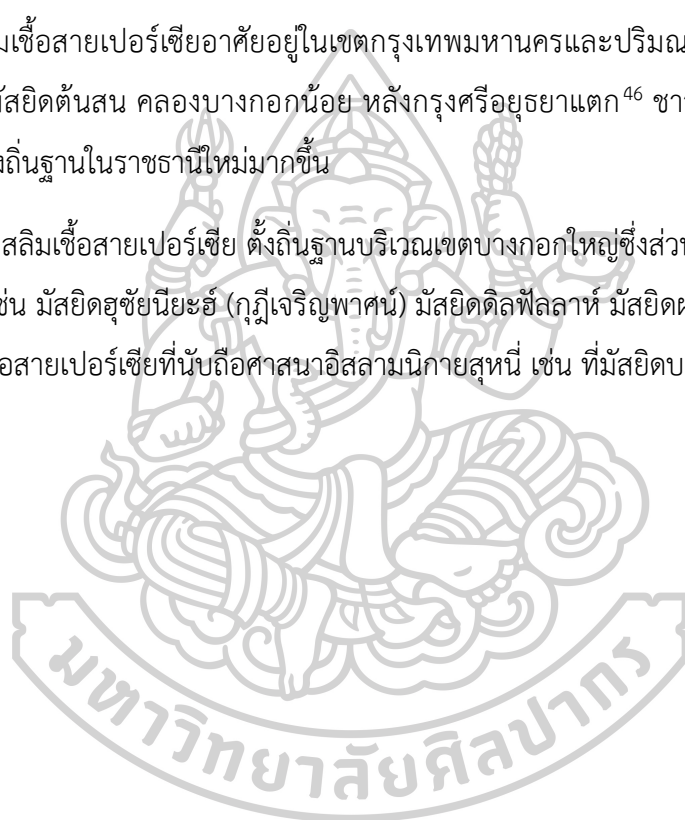 มเชื้อสายเปอร์เซียอาศัยอยู่ในเขตกรุงเทพมหานครและปริมณ
มัสยิดต้นสน คลองบางกอกน้อย หลังกรุงศรีอยุธยาแตก⁴⁶ ชา
งถิ่นฐานในราชธานีใหม่มากขึ้น
สลิมเชื้อสายเปอร์เซีย ตั้งถิ่นฐานบริเวณเขตบางกอกใหญ่ซึ่งส่ว
ช่น มัสยิดฮุซัยนียะฮ์ (กุฎีเจริญพาศน์) มัสยิดดิลฟัลลาห์ มัสยิดผ
อสายเปอร์เซียที่นับถือศาสนาอิสลามนิกายสุหนี่ เช่น ที่มัสยิดบ
มหาวิทยาลัยศิลปากร